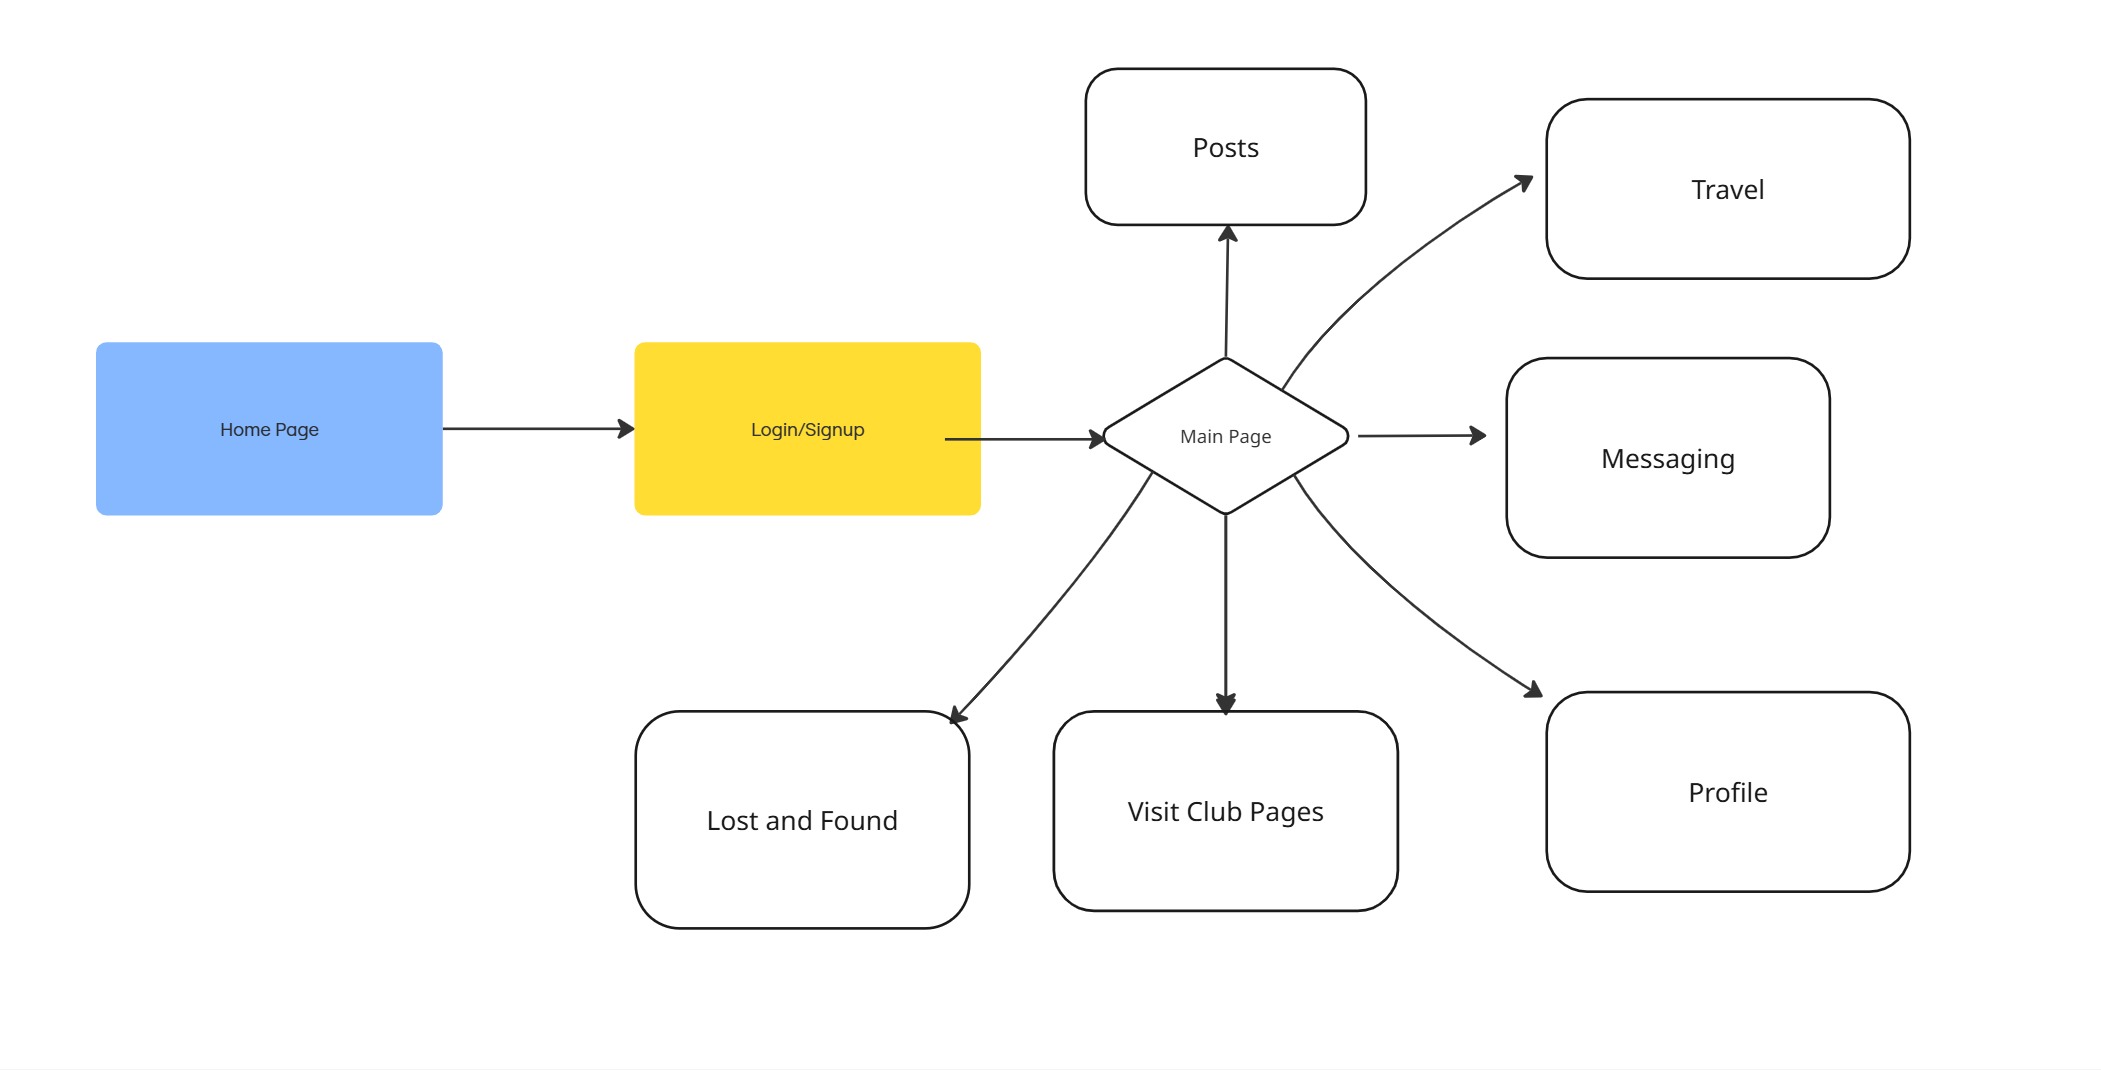 Posts
Travel
Home Page
Login/Signup
Main Page
Messaging
Lost and Found
Visit Club Pages
Profile